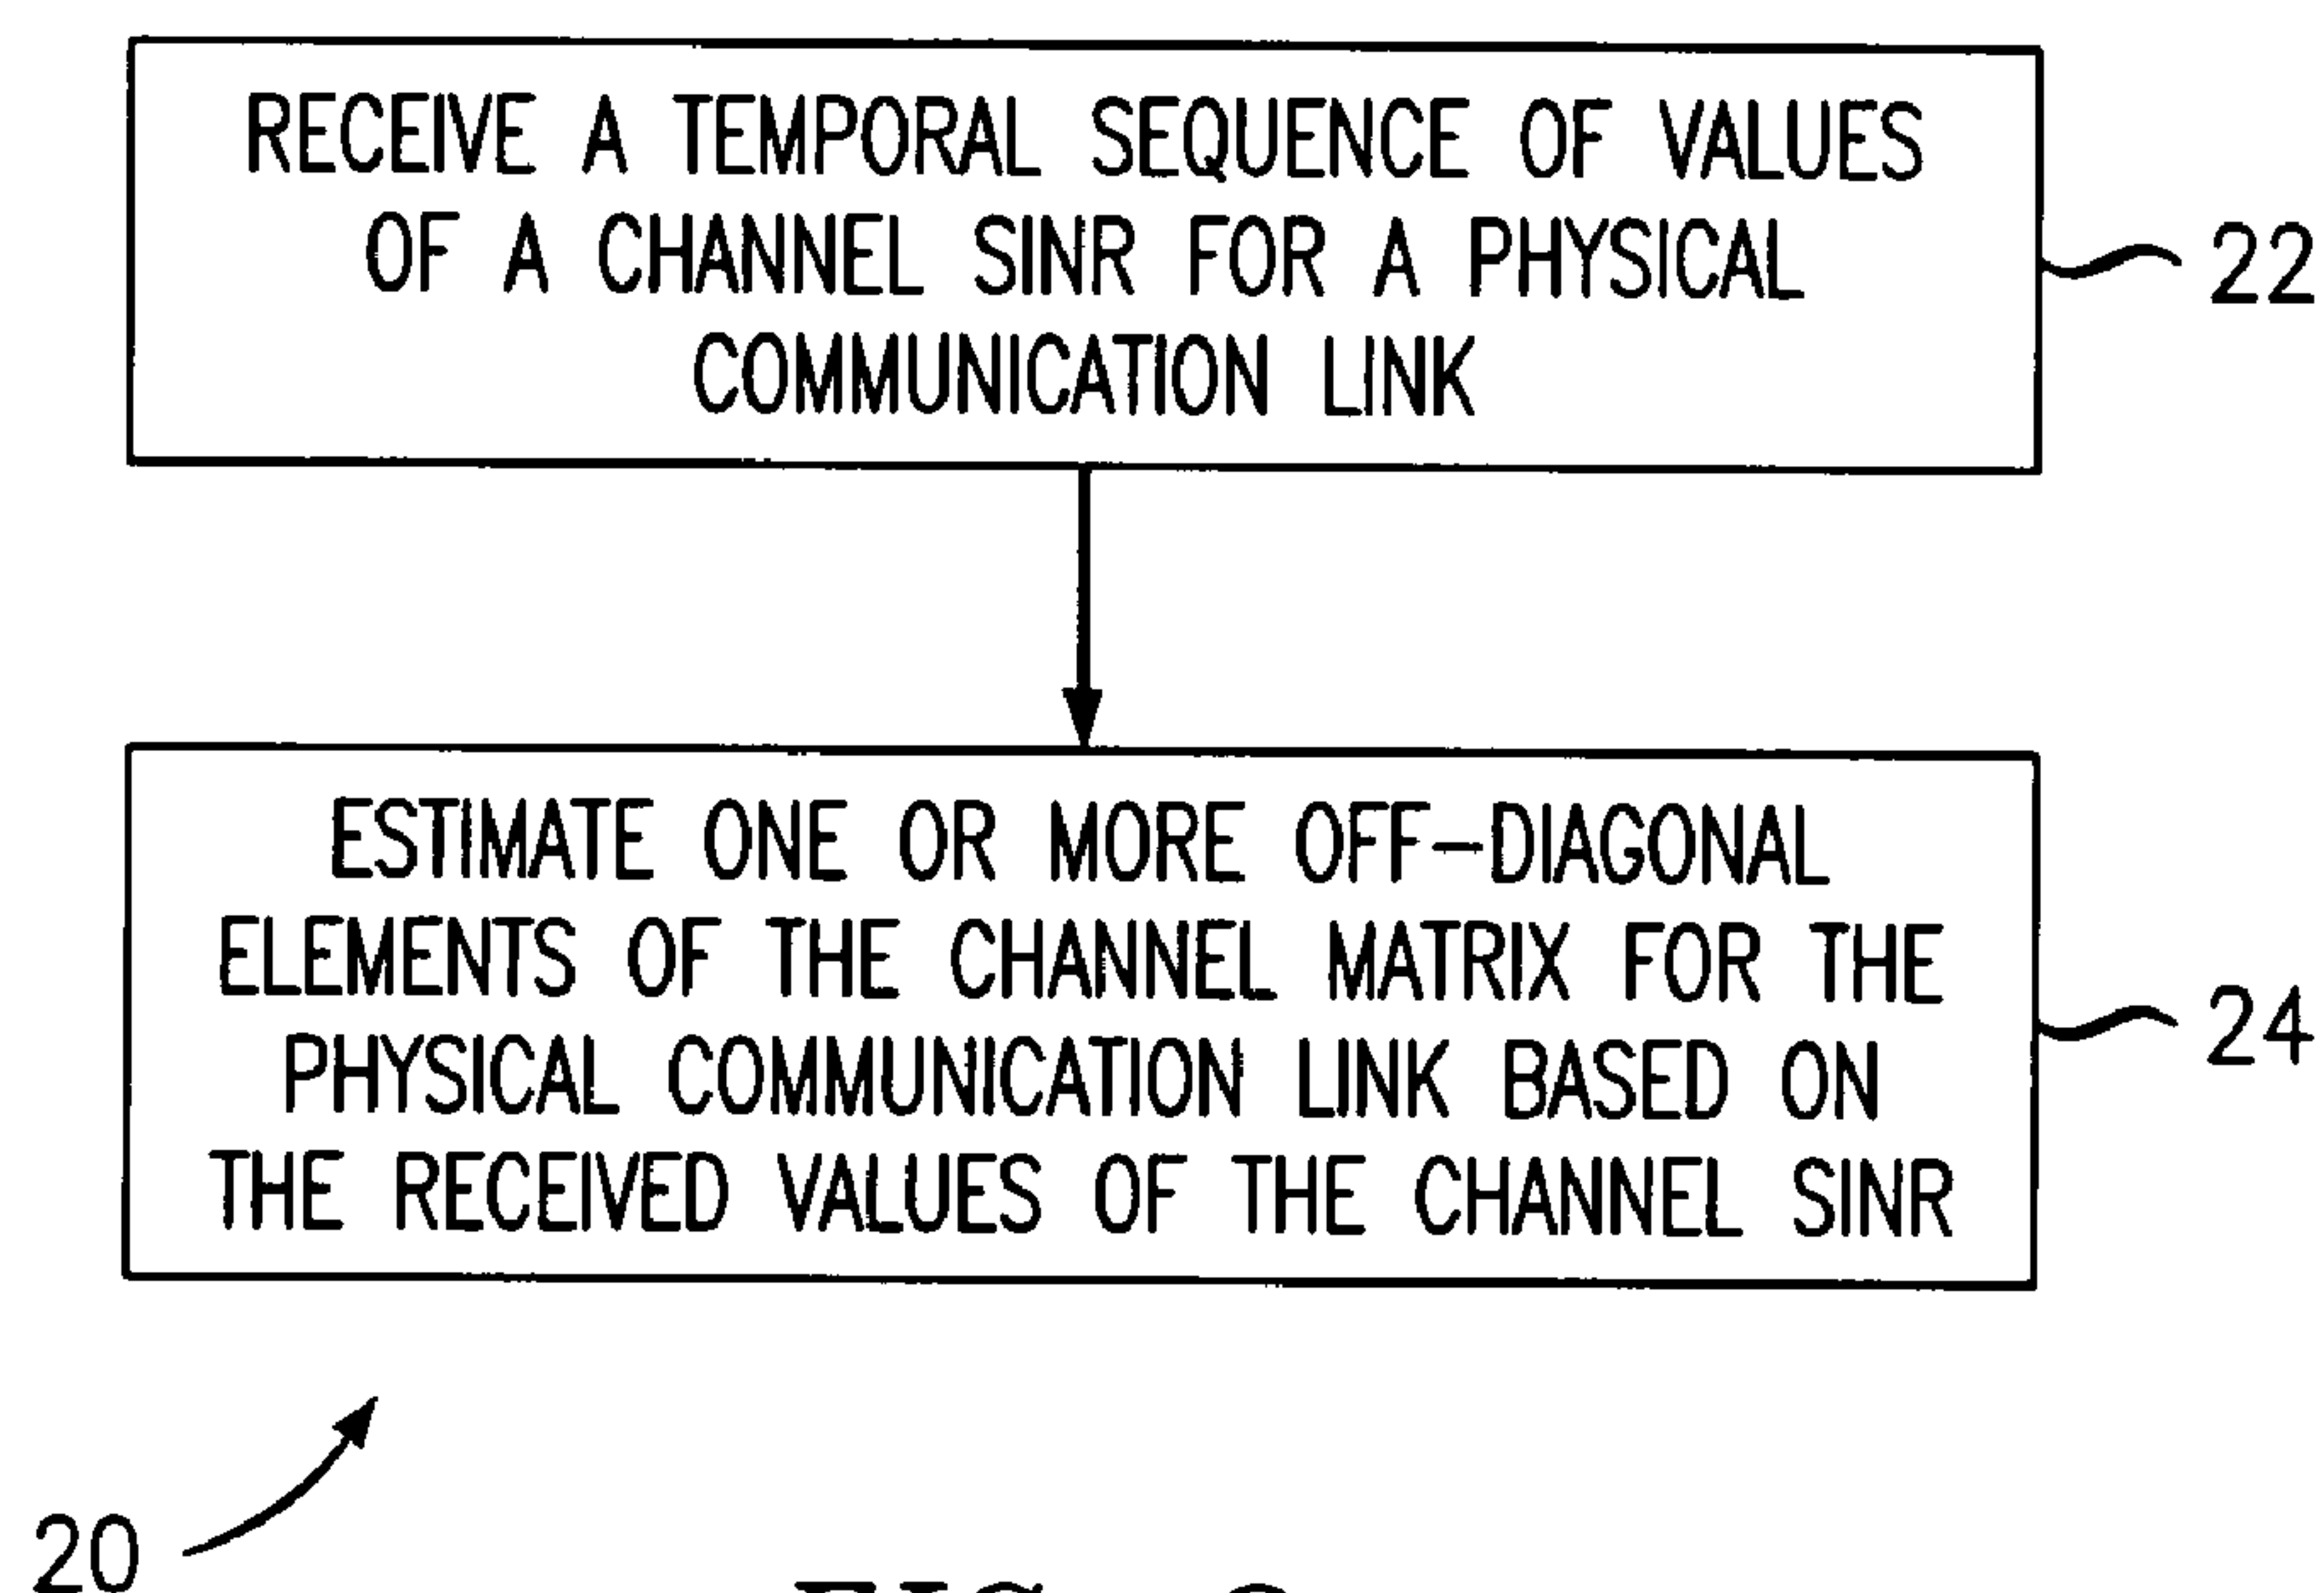 RECEIVE A TEMPORAL SEQUENCE OF VALUES
OF A CHANNEL SINR FOR A PHYSICAL
COMMUNICATION LINK
22
ESTIMATE ONE OR MORE OFF-DIAGONAL
ELEMENTS OF THE CHANNEL MATRIX FOR THE
PHYSICAL COMMUNICATION LINK BASED ON
THE RECEIVED VALUES OF THE CHANNEL SINR
24
20